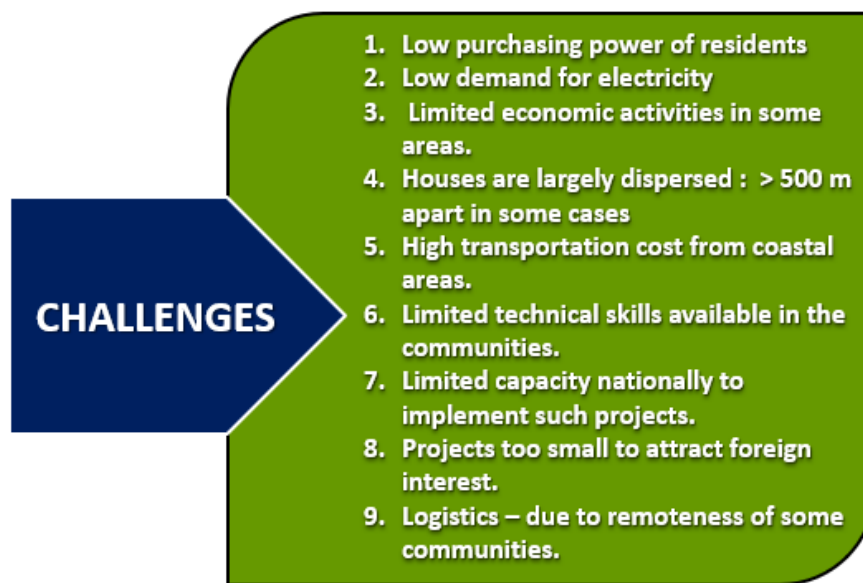 CHALLENGES
1. Low purchasing power of residents
2. Low demand for electricity
3. Limited economic activities in some
areas.
4. Houses are largely dispersed : > 500 m
apart in some cases
5. High transportation cost from coastal
areas.
6. Limited technical skills available in the
communities.
7. Limited capacity nationally to
implement such projects.
8. Projects too small to attract foreign
interest.
9. Logistics – due to remoteness of some
communities.